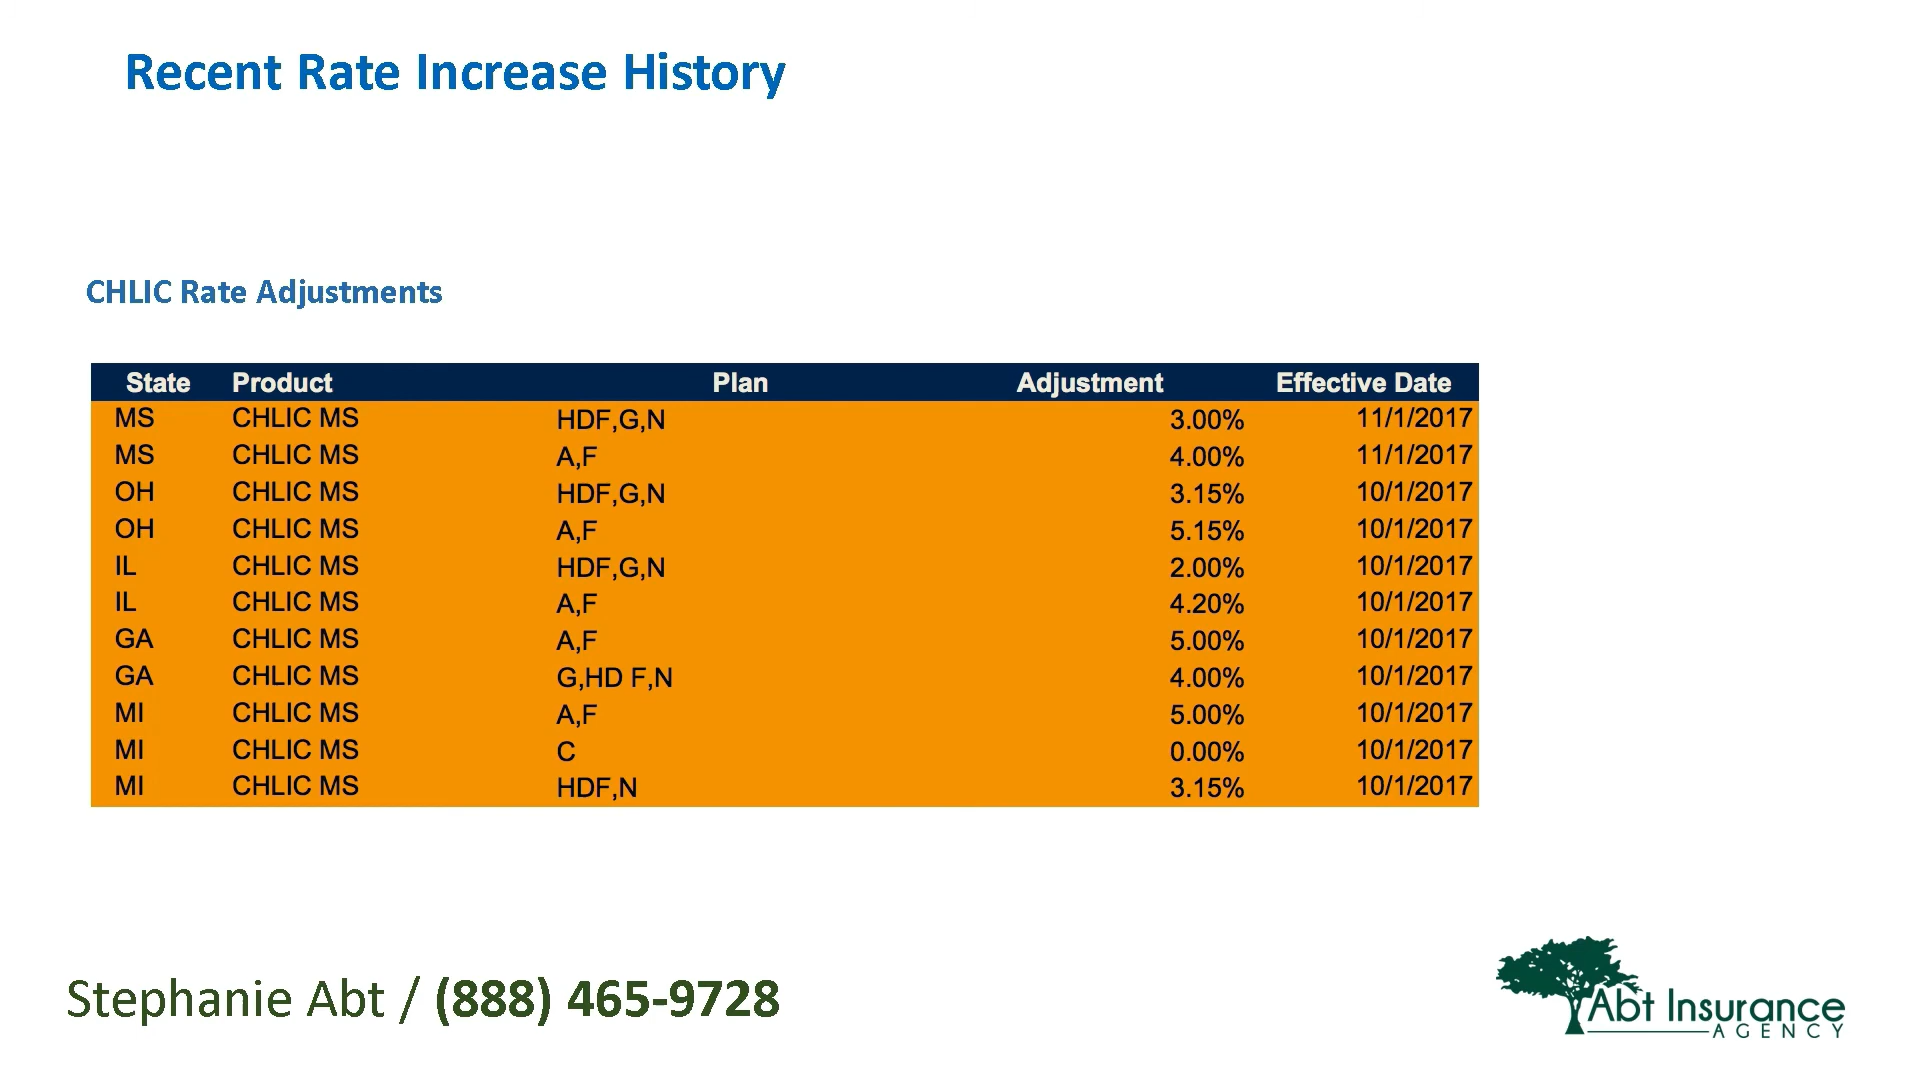 Recent Rate Increase History
CHLIC Rate Adjustments
State Product Plan Adjustment Effective Date
MS CHLIC MS HDF,G,N 3.00% 11/1/2017
MS CHLIC MS A,F 4.00% 11/1/2017
OH CHLIC MS HDF,G,N 3.15% 10/1/2017
OH CHLIC MS A,F 5.15% 10/1/2017
IL CHLIC MS HDF,G,N 2.00% 10/1/2017
IL CHLIC MS A,F 4.20% 10/1/2017
GA CHLIC MS A,F 5.00% 10/1/2017
GA CHLIC MS G,HD F,N 4.00% 10/1/2017
MI CHLIC MS A,F 5.00% 10/1/2017
MI CHLIC MS C 0.00% 10/1/2017
MI CHLIC MS HDF,N 3.15% 10/1/2017
Stephanie Abt / (888) 465-9728
Abt Insurance
AGENCY